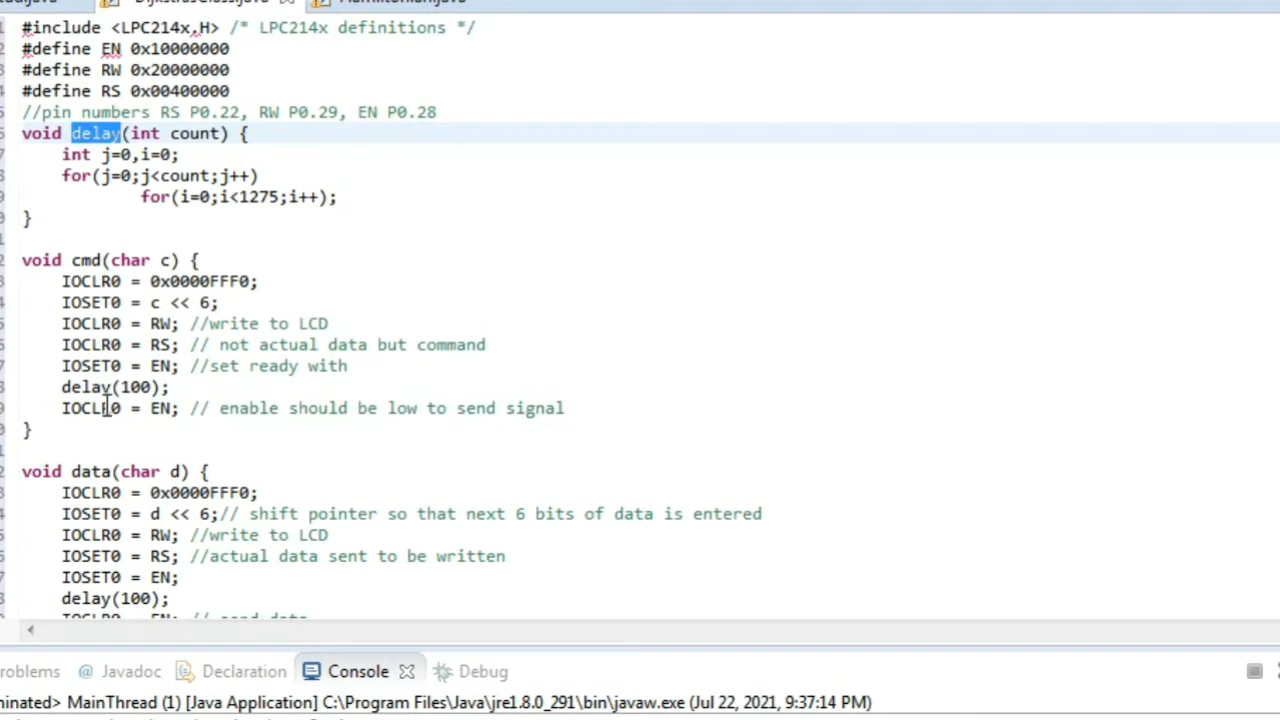 #include <LPC214x.H> /* LPC214x definitions */
#define EN 0x10000000
#define RW 0x20000000
#define RS 0x00400000
//pin numbers RS P0.22, RW P0.29, EN P0.28
void delay(int count) {
int j=0,i=0;
for(j=0;j<count;j++)
for(i=0;i<1275;i++);
}
void cmd(char c) {
IOCLR0 = 0x0000FFF0;
IOSET0 = c << 6;
IOCLR0 = RW; //write to LCD
IOCLR0 = RS; // not actual data but command
IOSET0 = EN; //set ready with
delay(100);
IOCLR0 = EN; // enable should be low to send signal
}
void data(char d) {
IOCLR0 = 0x0000FFF0;
IOSET0 = d << 6;// shift pointer so that next 6 bits of data is entered
IOCLR0 = RW; //write to LCD
IOSET0 = RS; //actual data sent to be written
IOSET0 = EN;
delay(100);
roblems @ Javadoc Declaration Console Debug
minated> MainThread (1) [Java Application] C:\Program Files\Java\jre1.8.0_291\bin\javaw.exe (Jul 22, 2021, 9:37:14 PM)